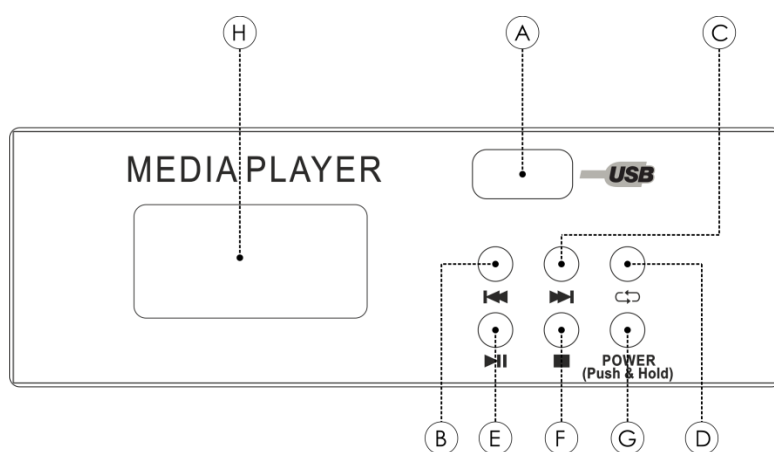 H A C
MEDIA PLAYER
USB
POWER
(Push & Hold)
B E F G D